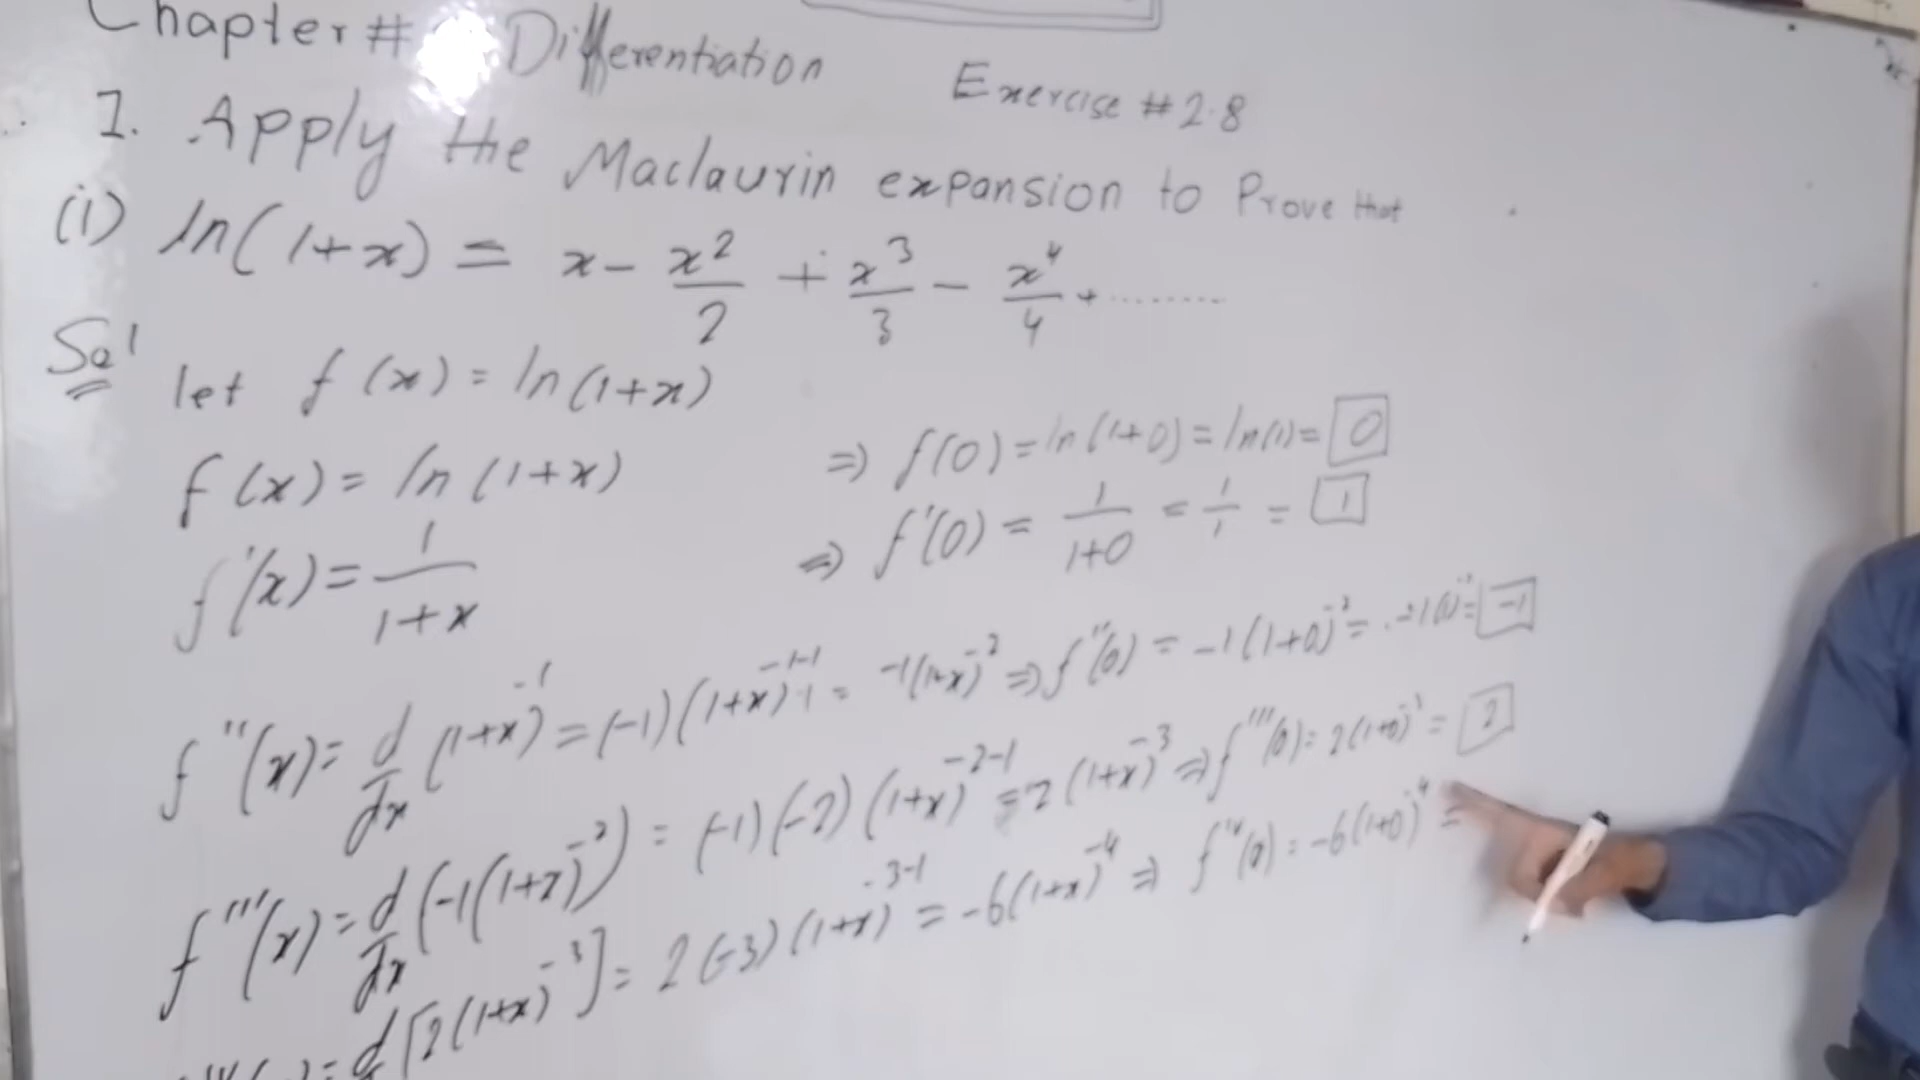 Chapter # Differentiation Exercise # 2.8
1. Apply the Maclaurin expansion to Prove that
(i) ln(1+x) = x - x²/2 + x³/3 - x⁴/4 + ........
Sol
let f(x) = ln(1+x)
f(x) = ln(1+x) ⇒ f(0) = ln(1+0) = ln(1) = 0
f'(x) = 1/(1+x) ⇒ f'(0) = 1/(1+0) = 1/1 = 1
f''(x) = d/dx (1+x)⁻¹ = (-1)(1+x)⁻¹⁻¹·1 = -1(1+x)⁻² ⇒ f''(0) = -1(1+0)⁻² = -1(1)⁻² = -1
f'''(x) = d/dx (-1(1+x)⁻²) = (-1)(-2)(1+x)⁻²⁻¹ = 2(1+x)⁻³ ⇒ f'''(0) = 2(1+0)⁻³ = 2
d [2(1+x)⁻³] = 2(-3)(1+x)⁻³⁻¹ = -6(1+x)⁻⁴ ⇒ f⁗(0) = -6(1+0)⁻⁴ =